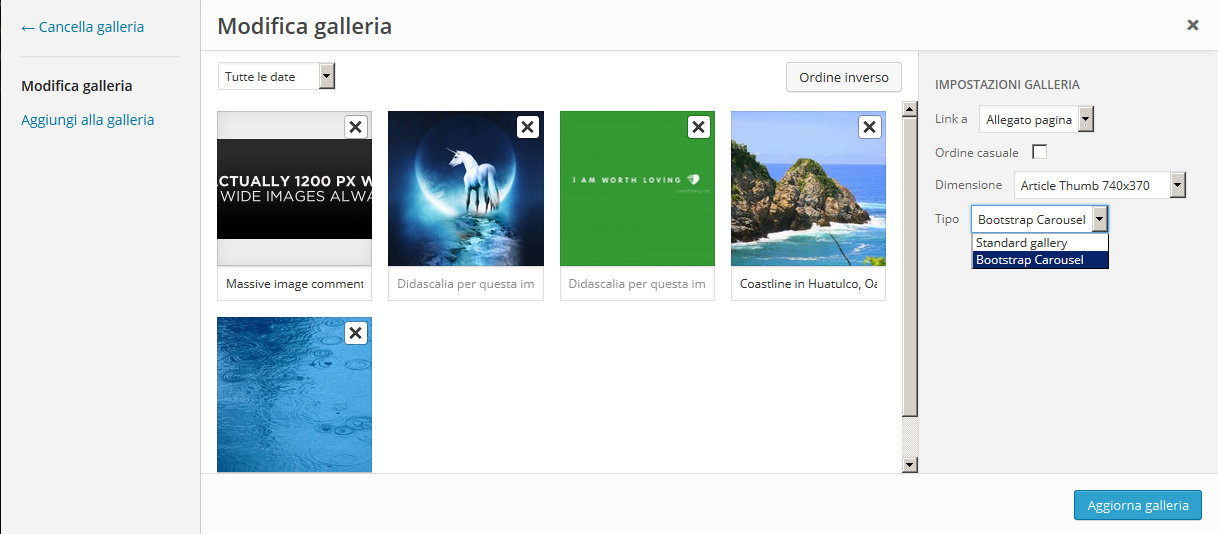 ← Cancella galleria
Modifica galleria
Aggiungi alla galleria
Modifica galleria
Tutte le date
Ordine inverso
ACTUALLY 1200 PX W
WIDE IMAGES ALWA
I AM WORTH LOVING
Massive image comment
Didascalia per questa im
Didascalia per questa im
Coastline in Huatulco, Oa
IMPOSTAZIONI GALLERIA
Link a Allegato pagina
Ordine casuale
Dimensione Article Thumb 740x370
Tipo Bootstrap Carousel
Standard gallery
Bootstrap Carousel
Aggiorna galleria